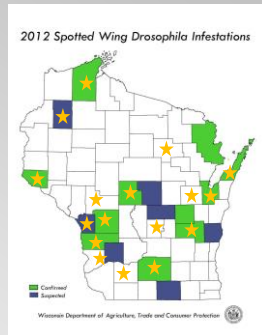 2012 Spotted Wing Drosophila Infestations
Confirmed
Suspected
Wisconsin Department of Agriculture, Trade and Consumer Protection